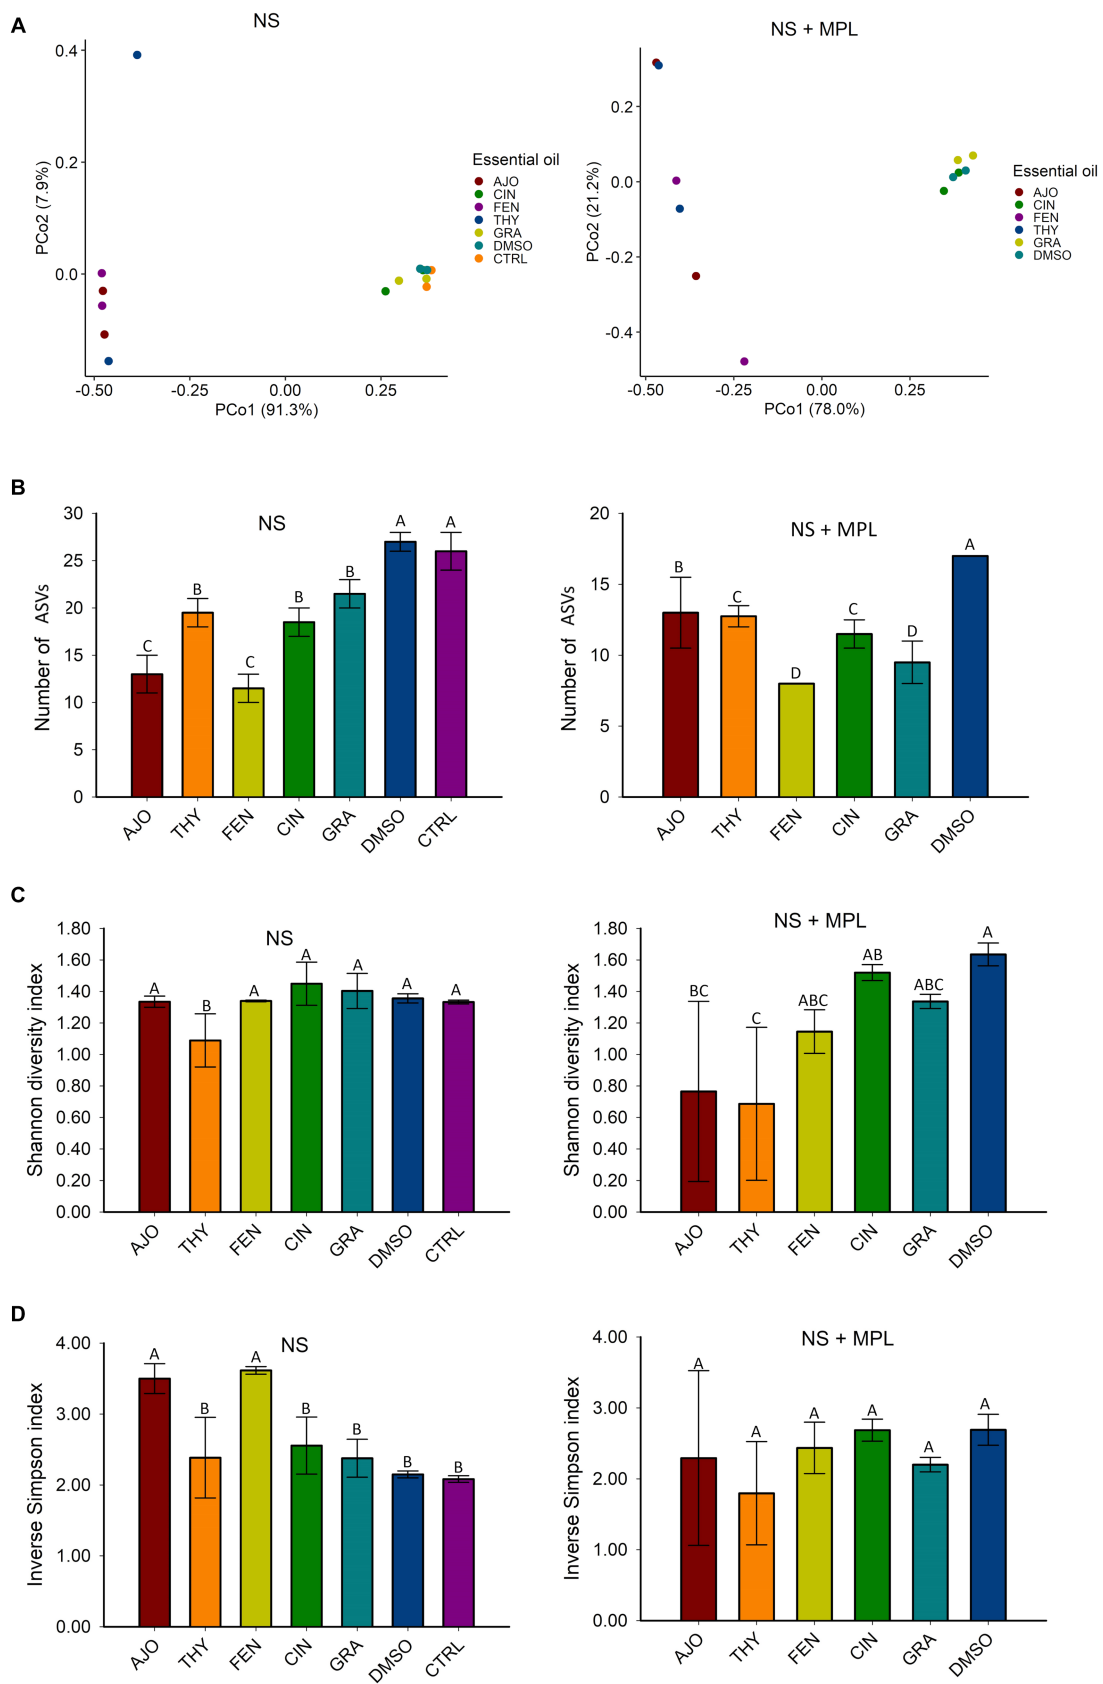 A
NS
0.4
0.2
0.0
-0.50
-0.25
0.00
0.25
PCo2 (7.9%)
PCo1 (91.3%)
Essential oil
AJO
CIN
FEN
THY
GRA
DMSO
CTRL
NS + MPL
0.2
0.0
-0.2
-0.4
-0.50
-0.25
0.00
0.25
PCo2 (21.2%)
PCo1 (78.0%)
Essential oil
AJO
CIN
FEN
THY
GRA
DMSO
B
NS
30
25
20
15
10
5
0
Number of ASVs
C
B
C
B
B
A
A
AJO
THY
FEN
CIN
GRA
DMSO
CTRL
NS + MPL
20
15
10
5
0
Number of ASVs
B
C
D
C
D
A
AJO
THY
FEN
CIN
GRA
DMSO
C
NS
1.80
1.60
1.40
1.20
1.00
0.80
0.60
0.40
0.20
0.00
Shannon diversity index
A
B
A
A
A
A
A
AJO
THY
FEN
CIN
GRA
DMSO
CTRL
NS + MPL
1.80
1.60
1.40
1.20
1.00
0.80
0.60
0.40
0.20
0.00
Shannon diversity index
BC
C
ABC
AB
ABC
A
AJO
THY
FEN
CIN
GRA
DMSO
D
NS
4.00
3.00
2.00
1.00
0.00
Inverse Simpson index
A
B
A
B
B
B
B
AJO
THY
FEN
CIN
GRA
DMSO
CTRL
NS + MPL
4.00
3.00
2.00
1.00
0.00
Inverse Simpson index
A
A
A
A
A
A
AJO
THY
FEN
CIN
GRA
DMSO